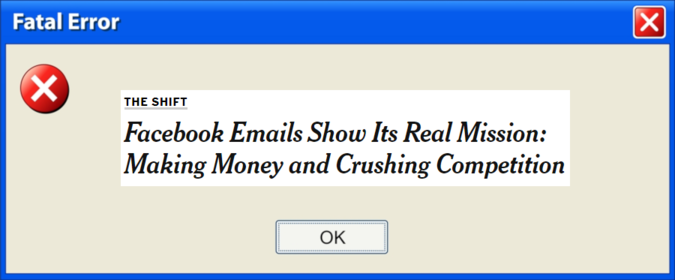 Fatal Error
THE SHIFT
Facebook Emails Show Its Real Mission:
Making Money and Crushing Competition
OK